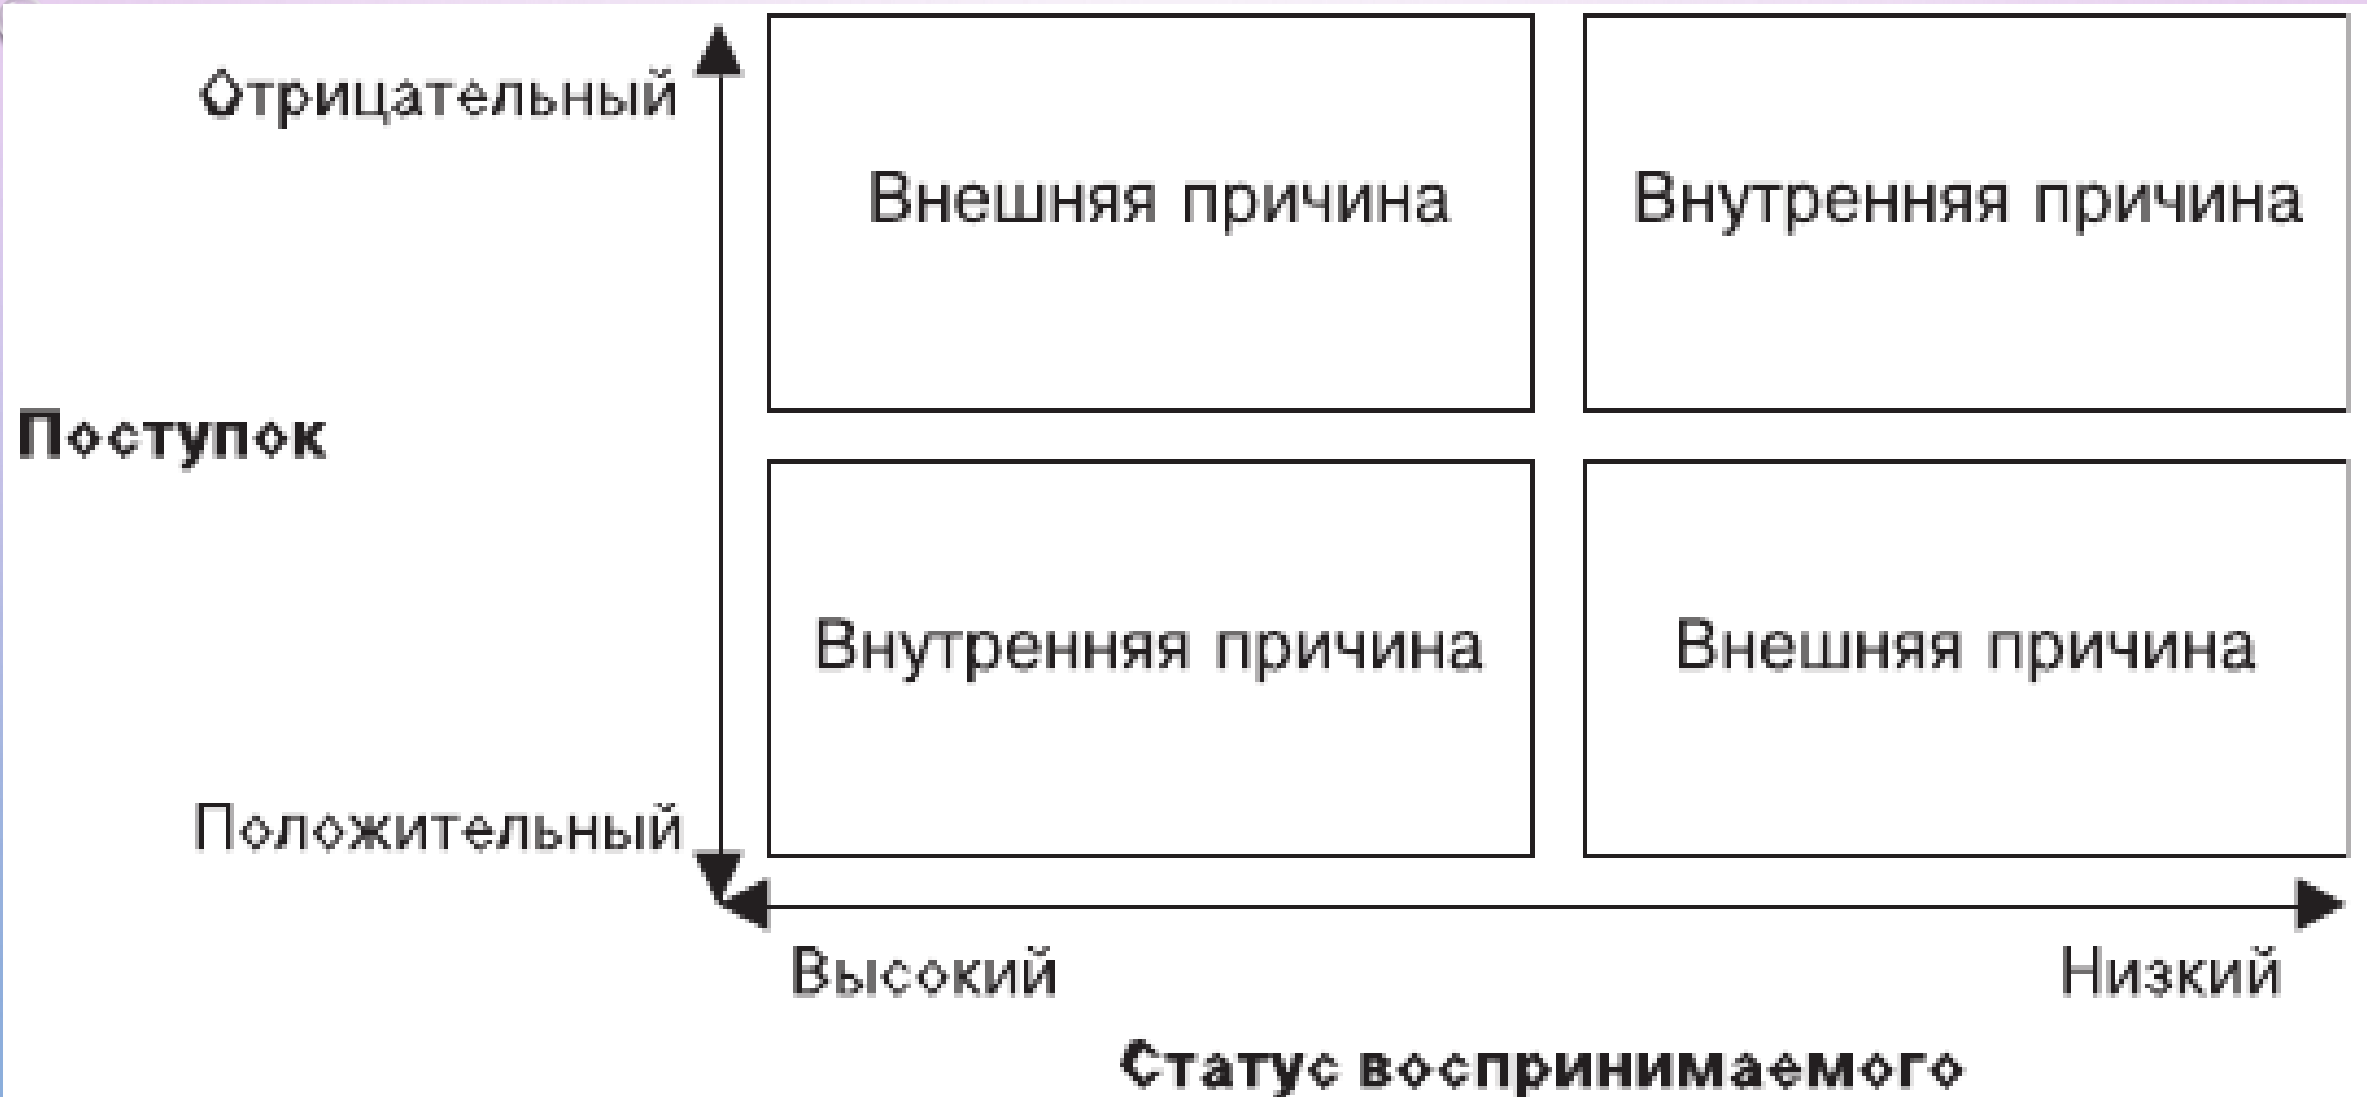 Отрицательный
Внешняя причина
Внутренняя причина
Поступок
Внутренняя причина
Внешняя причина
Положительный
Высокий
Низкий
Статус воспринимаемого